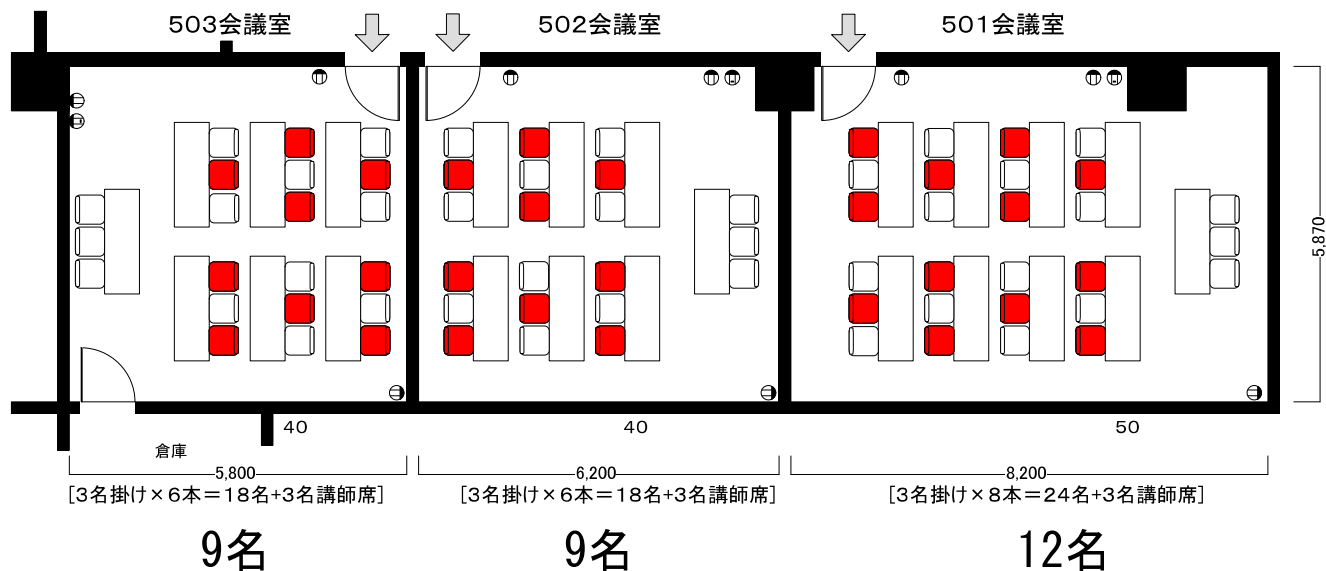 503会議室
502会議室
501会議室
5,870
40
40
50
倉庫
5,800
6,200
8,200
[3名掛け×6本=18名+3名講師席]
[3名掛け×6本=18名+3名講師席]
[3名掛け×8本=24名+3名講師席]
9名
9名
12名